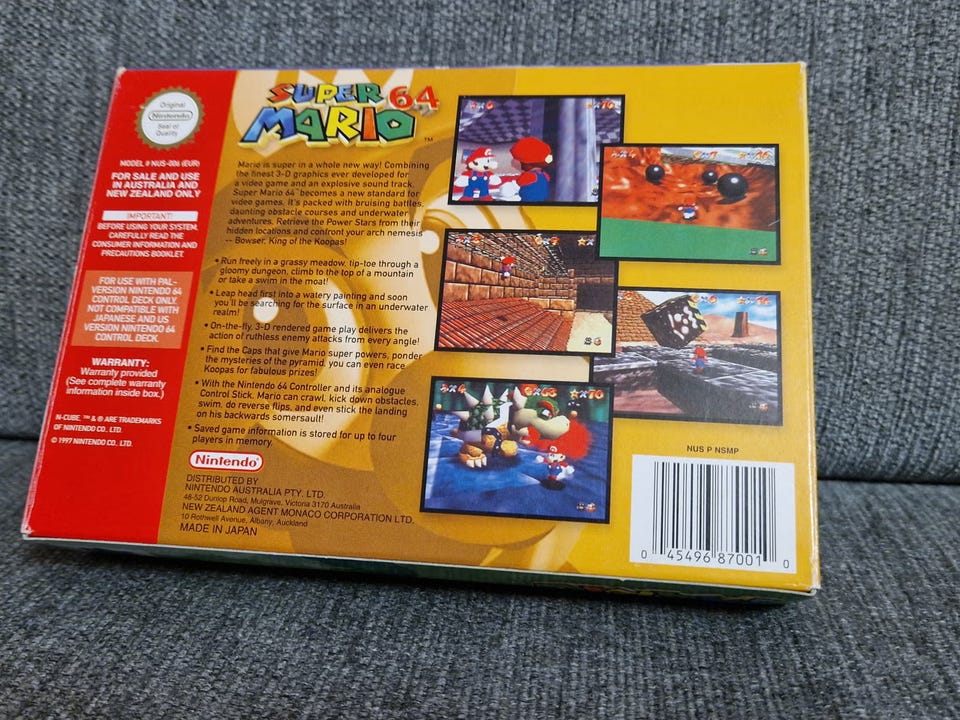 Original
Nintendo
Seal of
Quality
MODEL # NUS-006 (EUR)
FOR SALE AND USE
IN AUSTRALIA AND
NEW ZEALAND ONLY
IMPORTANT!
BEFORE USING YOUR SYSTEM,
CAREFULLY READ THE
CONSUMER INFORMATION AND
PRECAUTIONS BOOKLET.
FOR USE WITH PAL-
VERSION NINTENDO 64
CONTROL DECK ONLY.
NOT COMPATIBLE WITH
JAPANESE AND US
VERSION NINTENDO 64
CONTROL DECK.
WARRANTY:
Warranty provided
(See complete warranty
information inside box.)
N-CUBE, ™ & ® ARE TRADEMARKS
OF NINTENDO CO., LTD.
© 1997 NINTENDO CO., LTD.
SUPER
MARIO 64 ™
Mario is super in a whole new way! Combining
the finest 3-D graphics ever developed for
a video game and an explosive sound track,
Super Mario 64™ becomes a new standard for
video games. It's packed with bruising battles,
daunting obstacle courses and underwater
adventures. Retrieve the Power Stars from their
hidden locations and confront your arch nemesis
-- Bowser, King of the Koopas!
• Run freely in a grassy meadow, tip-toe through a
gloomy dungeon, climb to the top of a mountain
or take a swim in the moat!
• Leap head first into a watery painting and soon
you'll be searching for the surface in an underwater
realm!
• On-the-fly, 3-D rendered game play delivers the
action of ruthless enemy attacks from every angle!
• Find the Caps that give Mario super powers, ponder
the mysteries of the pyramid, you can even race
Koopas for fabulous prizes!
• With the Nintendo 64 Controller and its analogue
Control Stick, Mario can crawl, kick down obstacles,
swim, do reverse flips, and even stick the landing
on his backwards somersault!
• Saved game information is stored for up to four
players in memory.
Nintendo®
DISTRIBUTED BY
NINTENDO AUSTRALIA PTY. LTD.
48-52 Dunlop Road, Mulgrave, Victoria 3170 Australia
NEW ZEALAND AGENT MONACO CORPORATION LTD.
10 Rothwell Avenue, Albany, Auckland
MADE IN JAPAN
NUS P NSMP
0 45496 87001 0